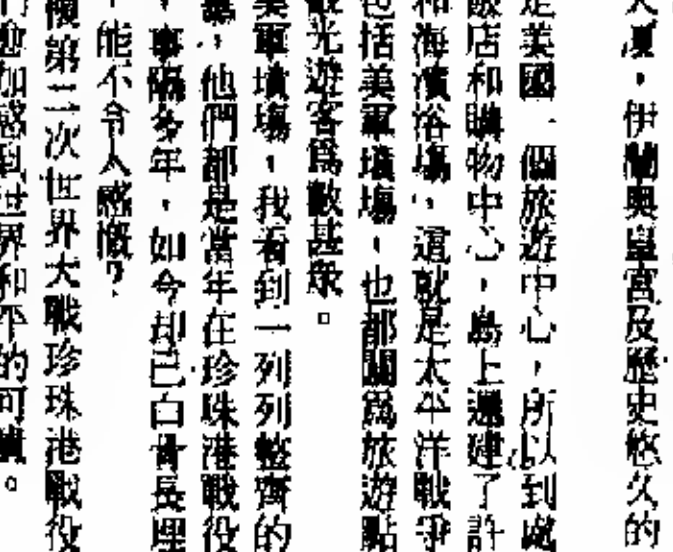 大廈，伊蘭奧皇宮及歷史悠久的
是美國一個旅遊中心，所以到處
飯店和購物中心，島上還建了許
和海濱浴場，這就是太平洋戰爭
包括美軍墳場，也都闢為旅遊點
觀光遊客為數甚眾。
美軍墳場，我看到一列列整齊的
，他們都是當年在珍珠港戰役
，事隔多年，如今却已白骨長埋
，能不令人感慨？
第二次世界大戰珍珠港戰役
們愈加感到世界和平的可貴。